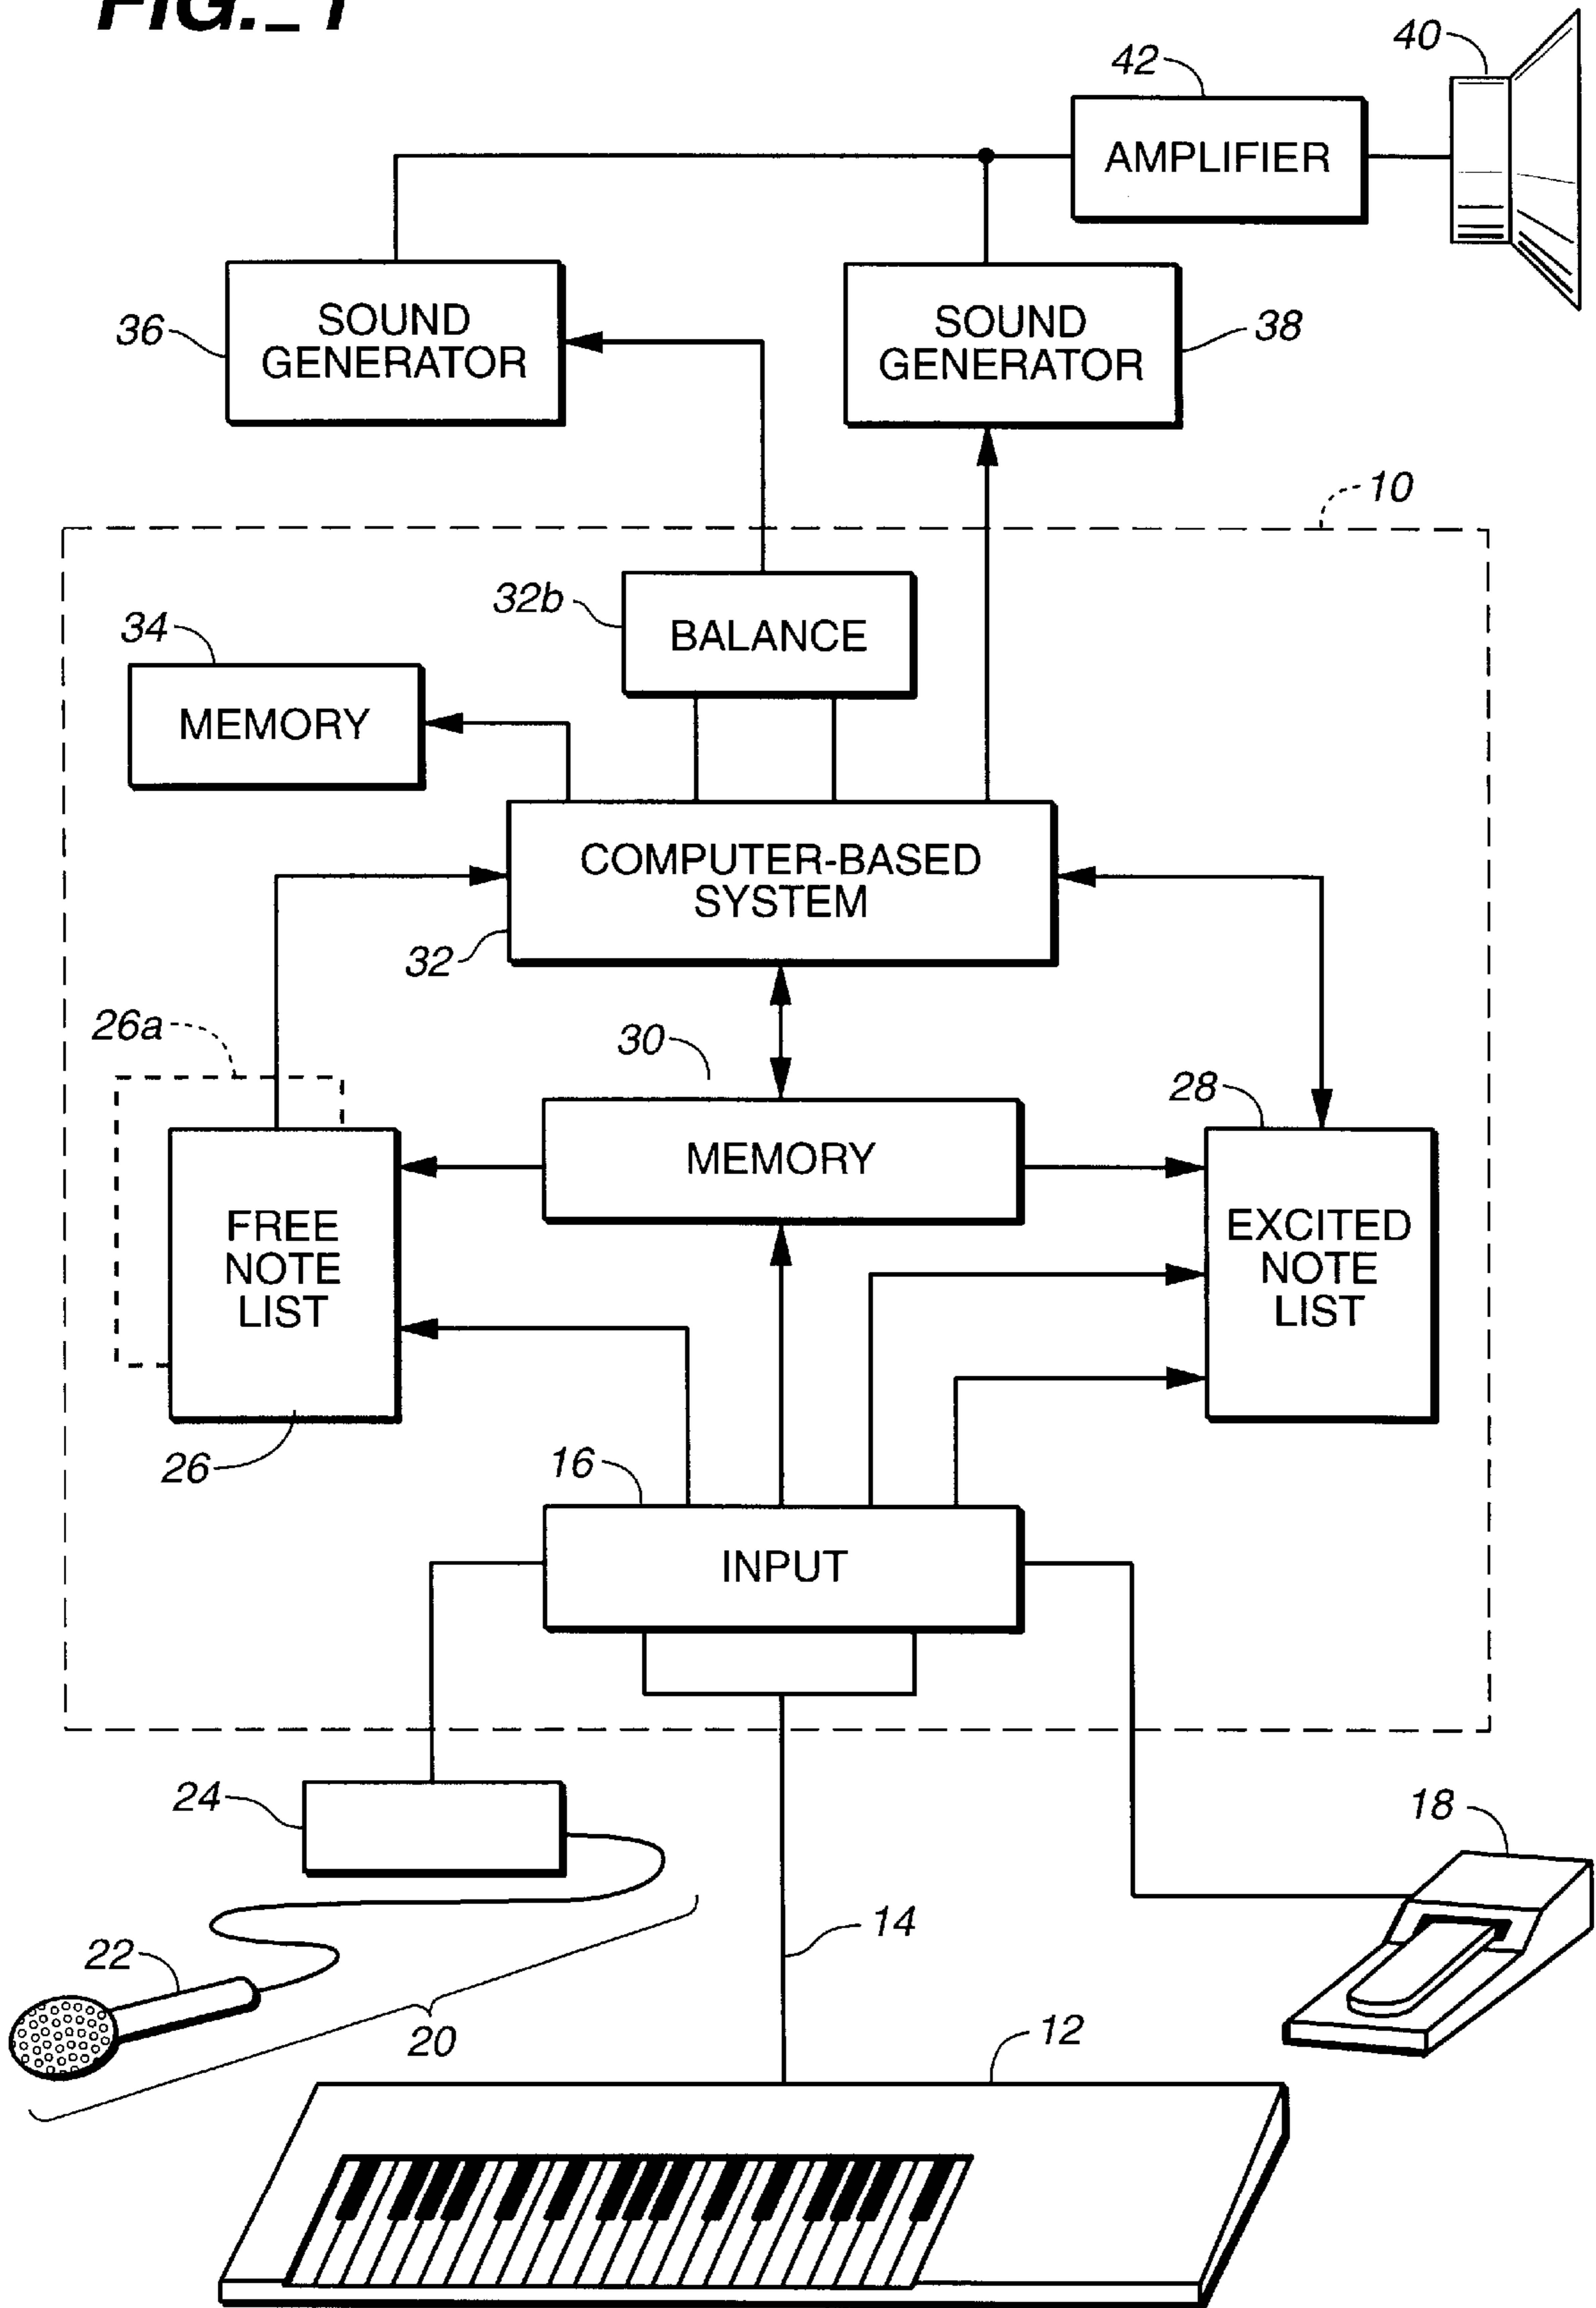 FIG._1
40
42
AMPLIFIER
36
SOUND
GENERATOR
SOUND
GENERATOR
38
10
32b
BALANCE
34
MEMORY
COMPUTER-BASED
SYSTEM
32
26a
30
28
MEMORY
FREE
NOTE
LIST
EXCITED
NOTE
LIST
26
16
INPUT
24
18
14
22
20
12